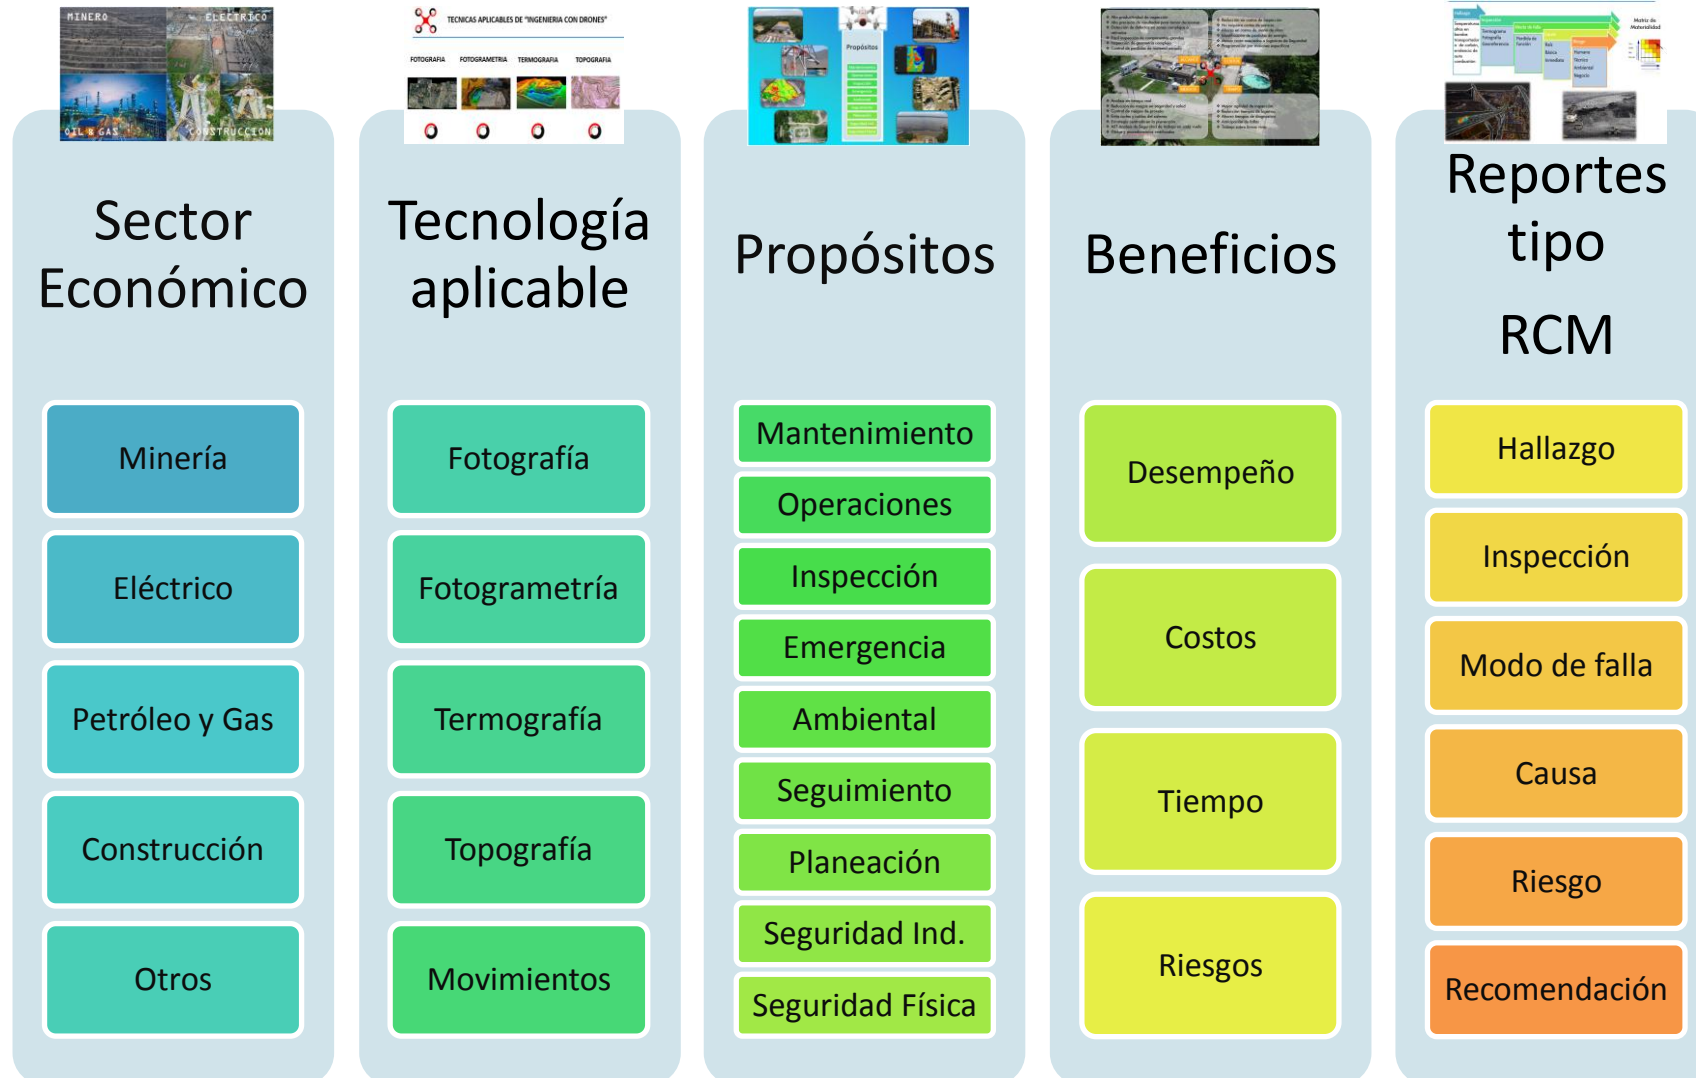 MINERO
ELECTRICO
OIL & GAS
CONSTRUCCION
TECNICAS APLICABLES DE "INGENIERIA CON DRONES"
FOTOGRAFIA FOTOGRAMETRIA TERMOGRAFIA TOPOGRAFIA
Propósitos
Matriz de
Materialidad
Sector
Económico
Minería
Eléctrico
Petróleo y Gas
Construcción
Otros
Tecnología
aplicable
Fotografía
Fotogrametría
Termografía
Topografía
Movimientos
Propósitos
Mantenimiento
Operaciones
Inspección
Emergencia
Ambiental
Seguimiento
Planeación
Seguridad Ind.
Seguridad Física
Beneficios
Desempeño
Costos
Tiempo
Riesgos
Reportes
tipo
RCM
Hallazgo
Inspección
Modo de falla
Causa
Riesgo
Recomendación